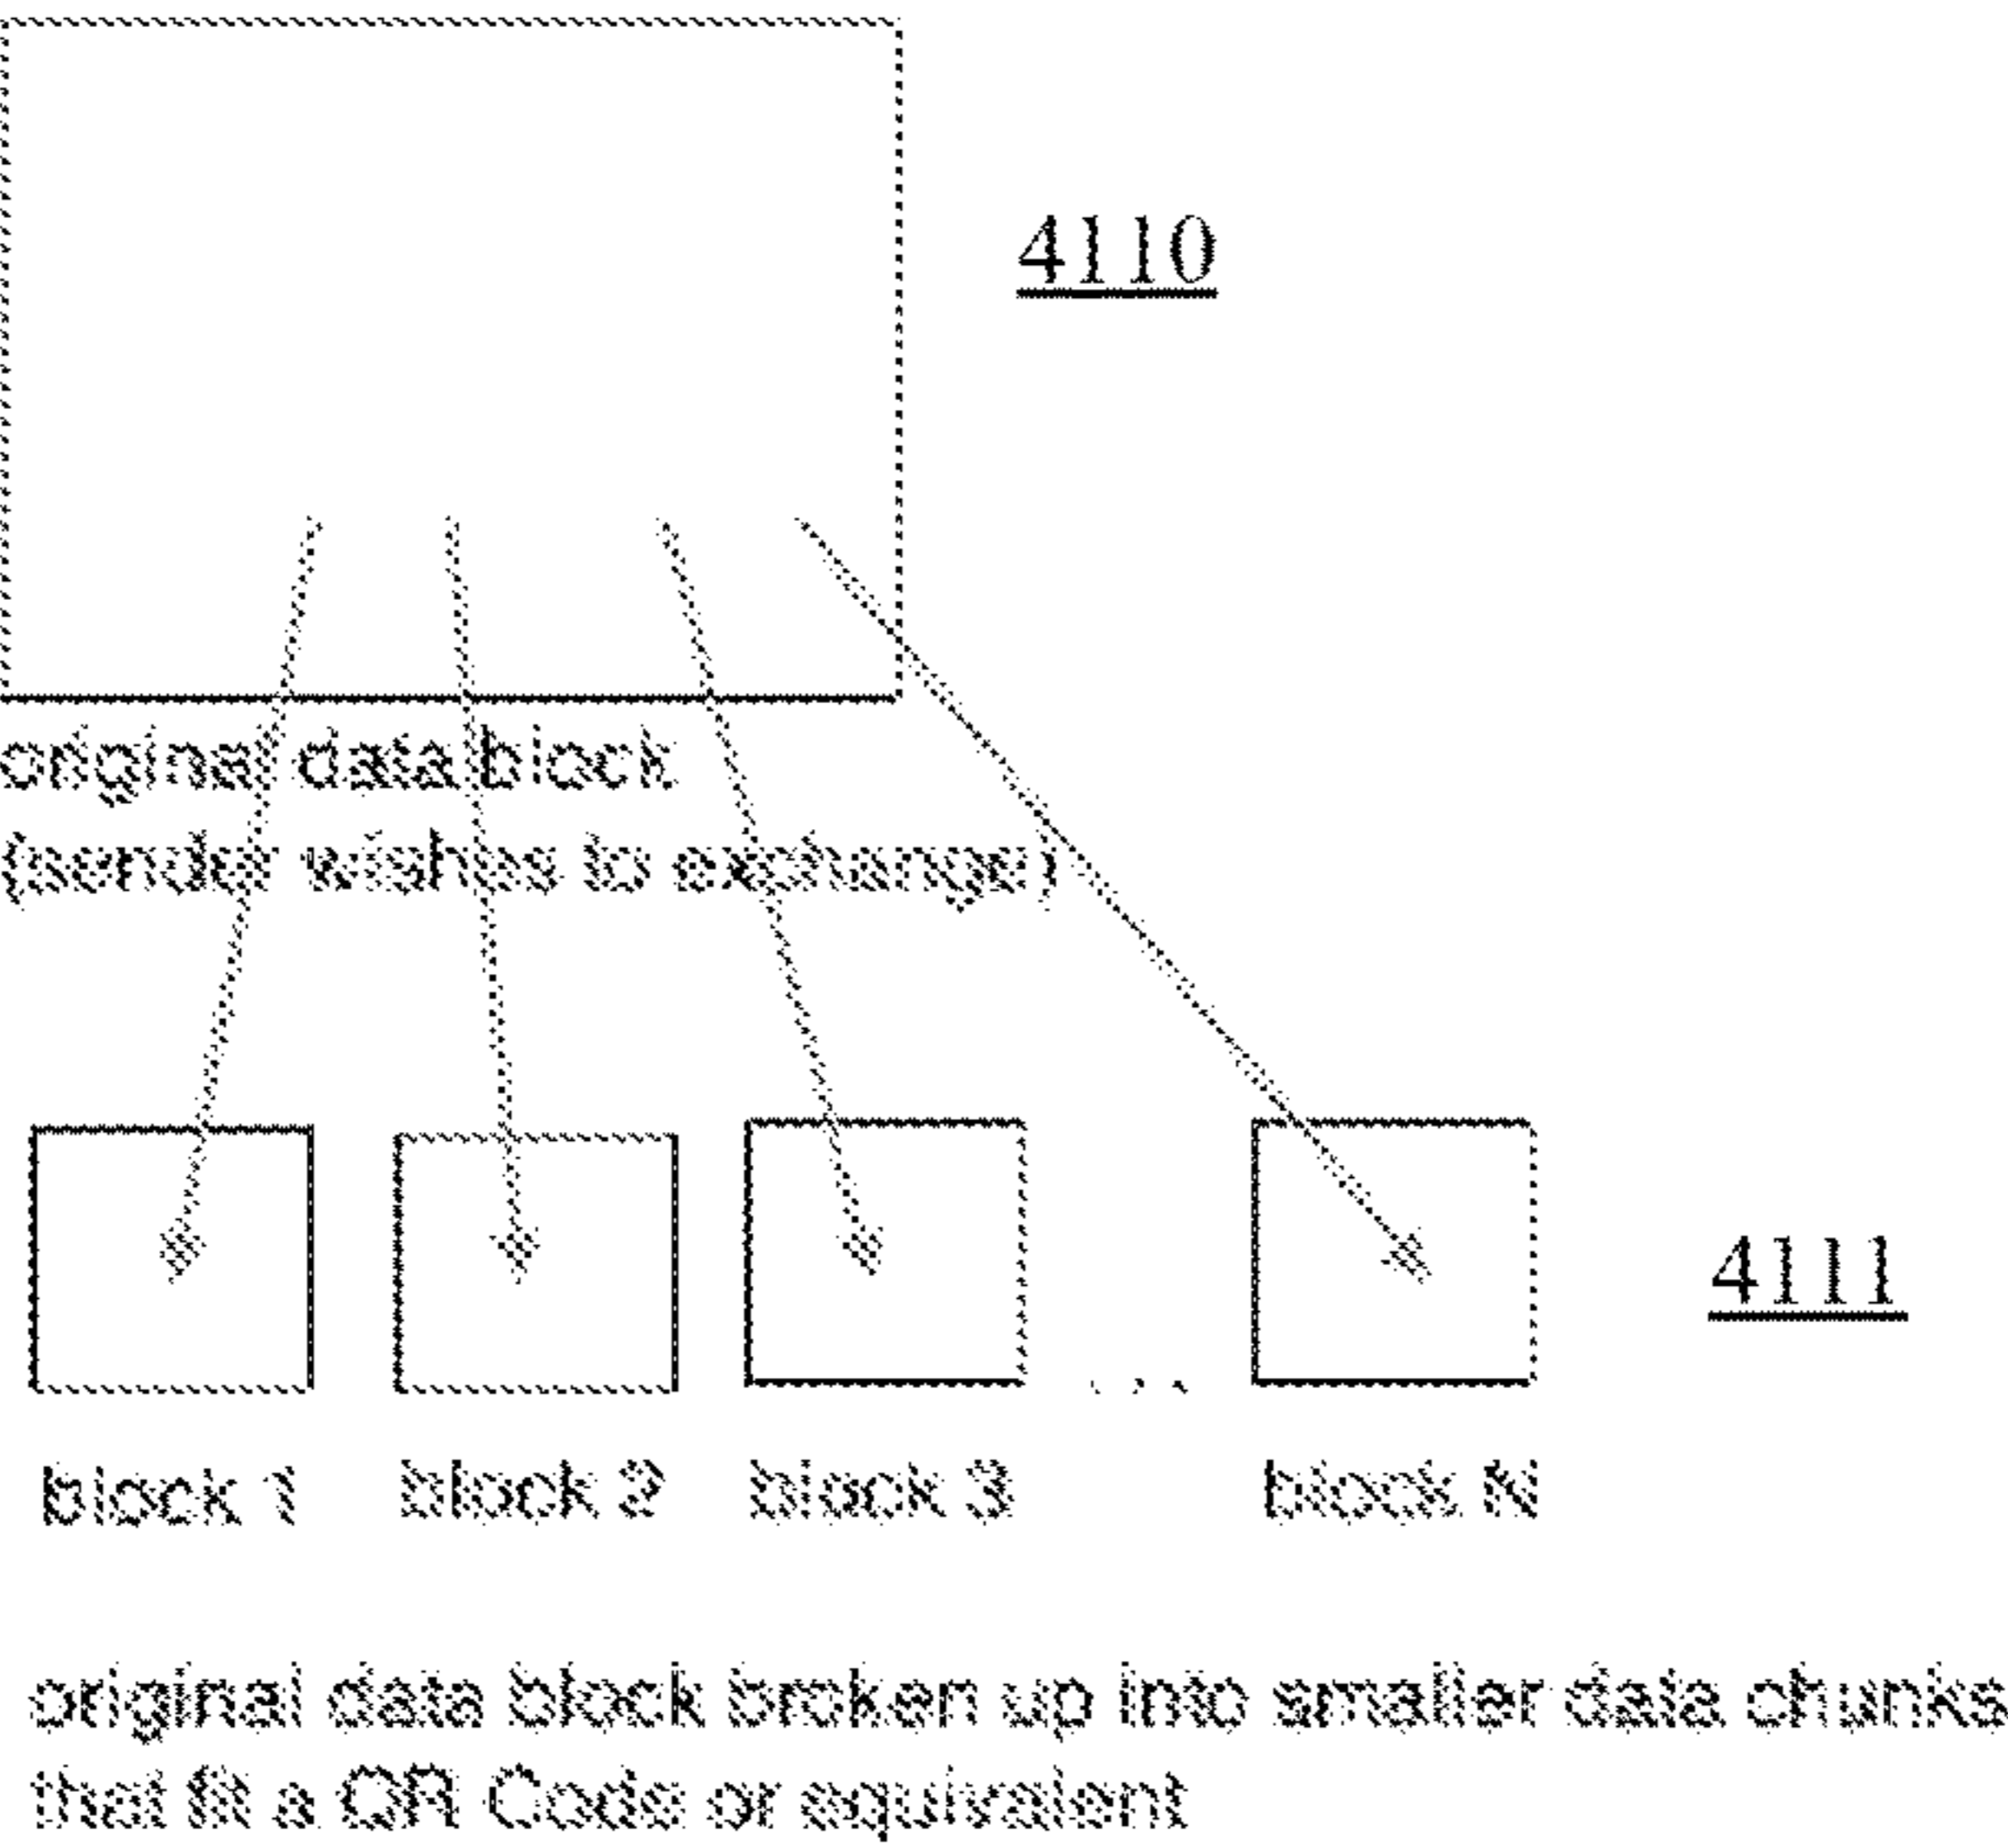 4110
original data block
(sender wishes to exchange)
4111
block 1 block 2 block 3 ... block N
original data block broken up into smaller data chunks
that fit a QR Code or equivalent